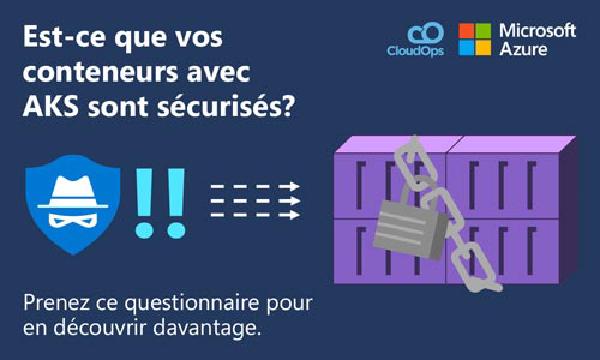 Est-ce que vos
conteneurs avec
AKS sont sécurisés?
CloudOps
Microsoft
Azure
!!
Prenez ce questionnaire pour
en découvrir davantage.